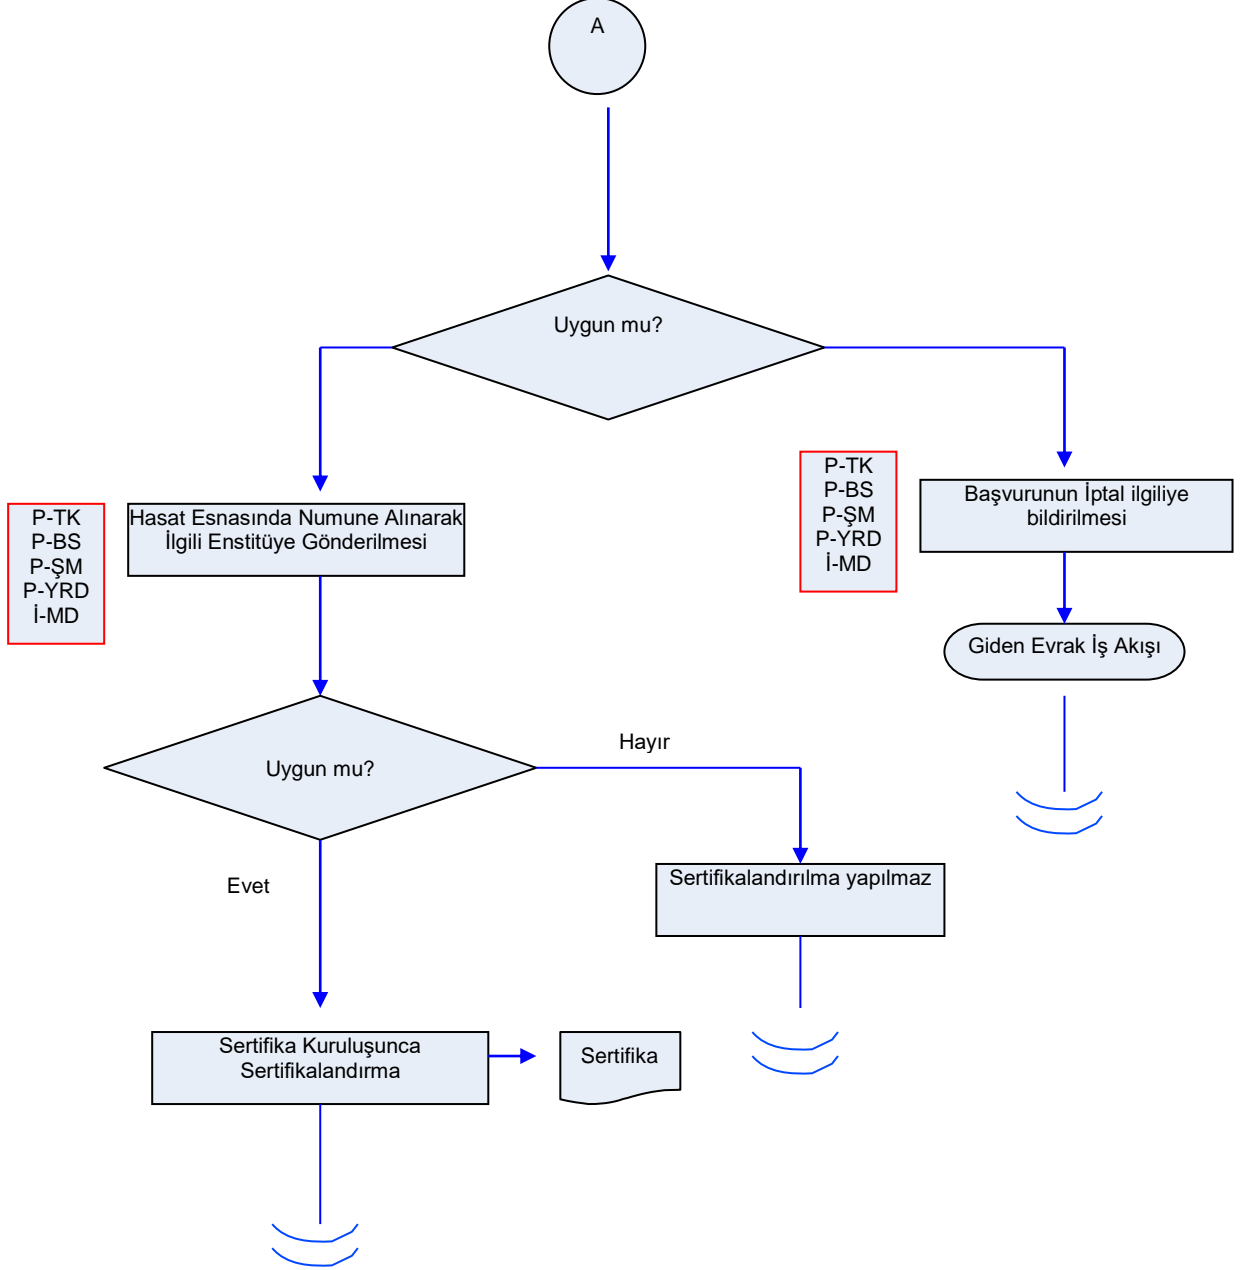 A
Uygun mu?
P-TK
P-BS
P-ŞM
P-YRD
İ-MD
Başvurunun İptal ilgiliye
bildirilmesi
P-TK
P-BS
P-ŞM
P-YRD
İ-MD
Hasat Esnasında Numune Alınarak
İlgili Enstitüye Gönderilmesi
Giden Evrak İş Akışı
Hayır
Uygun mu?
Evet
Sertifikalandırılma yapılmaz
Sertifika Kuruluşunca
Sertifikalandırma
Sertifika